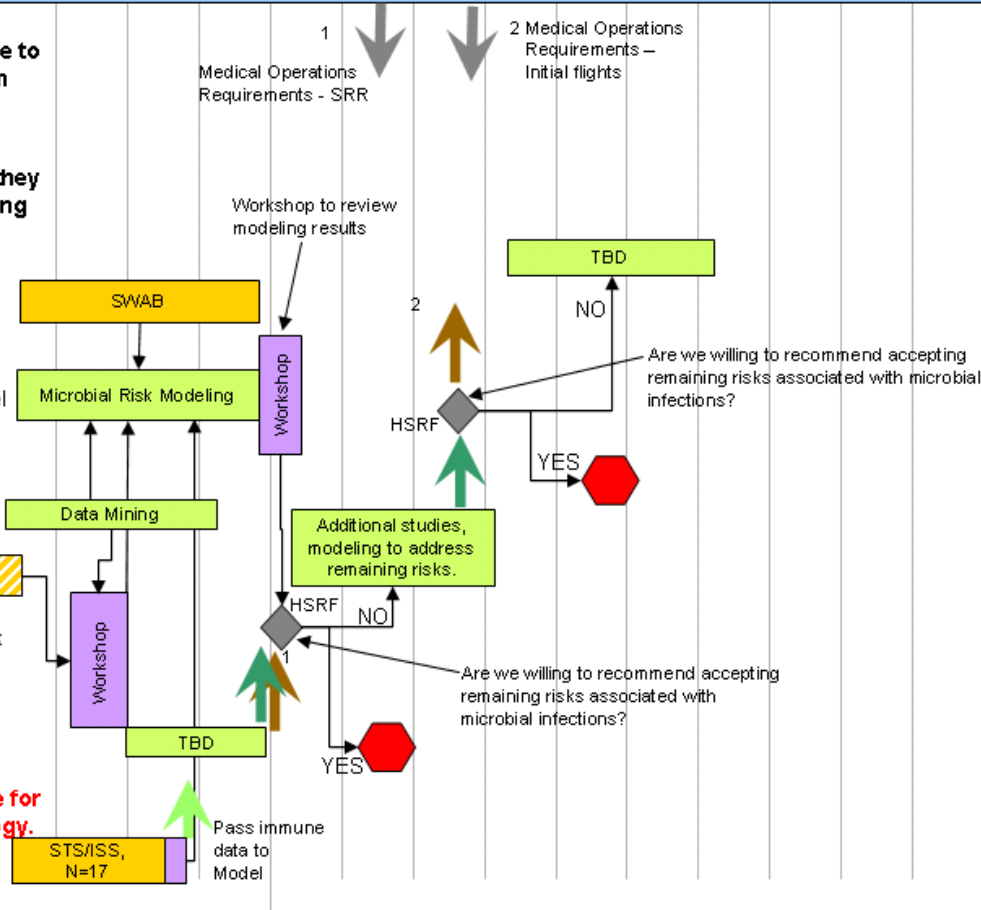 1
Medical Operations
Requirements - SRR
2 Medical Operations
Requirements –
Initial flights
e to
they
ng
Workshop to review
modeling results
TBD
SWAB
NO
2
Are we willing to recommend accepting
remaining risks associated with microbial
infections?
Workshop
Microbial Risk Modeling
HSRF
YES
Data Mining
Additional studies,
modeling to address
remaining risks.
HSRF
NO
Workshop
1
Are we willing to recommend accepting
remaining risks associated with
microbial infections?
TBD
YES
e for
gy.
Pass immune
data to
Model
STS/ISS,
N=17